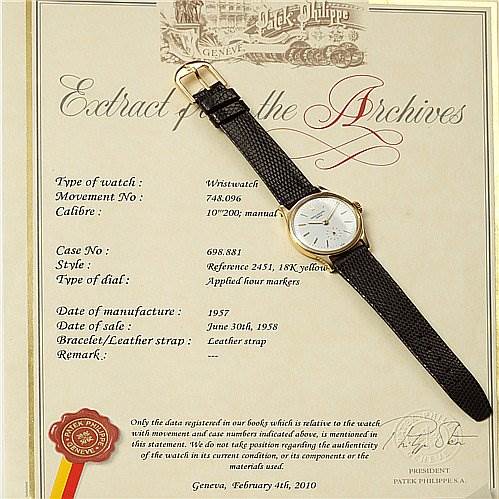 Patek Philippe
GENÈVE
Extract the Archives
Type of watch : Wristwatch
Movement No : 748.096
Calibre : 10'''200; manual
Case No : 698.881
Style : Reference 2451, 18K yellow
Type of dial : Applied hour markers
Date of manufacture : 1957
Date of sale : June 30th, 1958
Bracelet/Leather strap : Leather strap
Remark : ---
Only the data registered in our books which is relative to the watch
with movement and case numbers indicated above, is mentioned in
this statement. We do not take position regarding the authenticity
of the watch in its current condition, or its components or the
materials used.
Geneva, February 4th, 2010
PRESIDENT
PATEK PHILIPPE S.A.
PATEK PHILIPPE
GENEVE